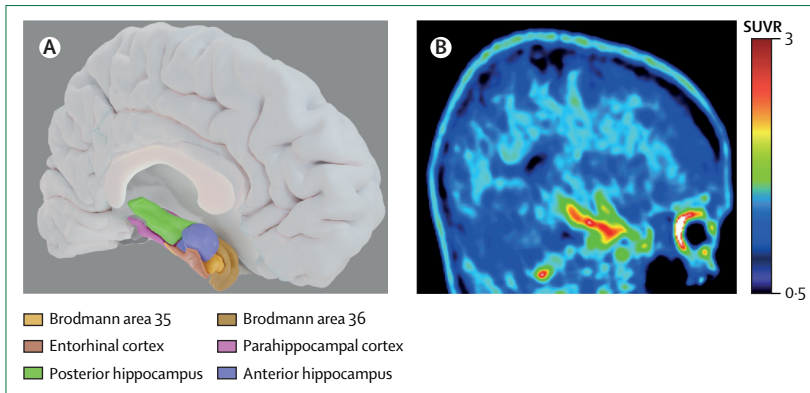 A
B
SUVR
3
0·5
Brodmann area 35
Brodmann area 36
Entorhinal cortex
Parahippocampal cortex
Posterior hippocampus
Anterior hippocampus